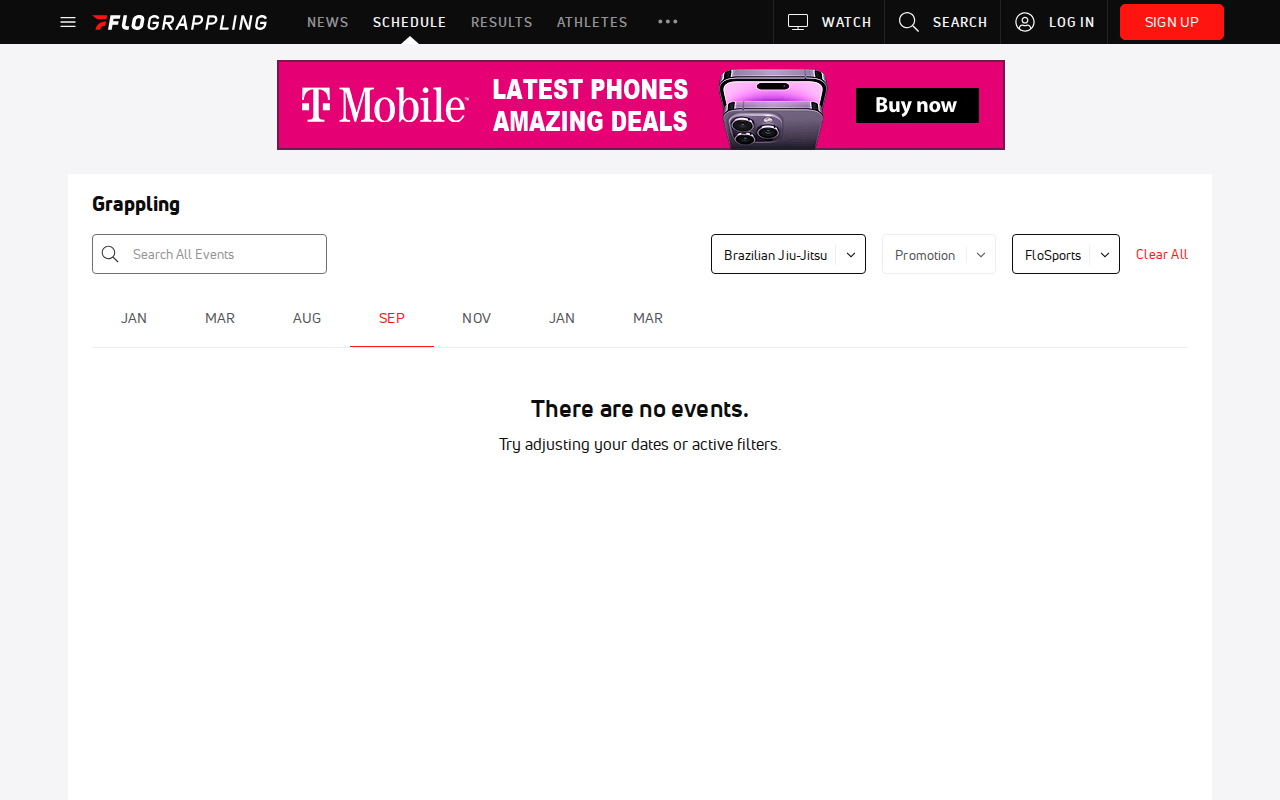 FLOGRAPPLING
NEWS
SCHEDULE
RESULTS
ATHLETES
WATCH
SEARCH
LOG IN
SIGN UP
T Mobile
LATEST PHONES
AMAZING DEALS
Buy now
Grappling
Search All Events
Brazilian Jiu-Jitsu
Promotion
FloSports
Clear All
JAN
MAR
AUG
SEP
NOV
JAN
MAR
There are no events.
Try adjusting your dates or active filters.